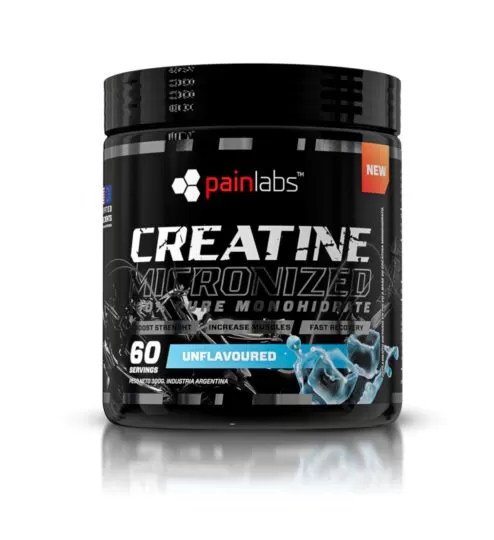 painlabs™
NEW
CREATINE
MICRONIZED
PURE MONOHIDRATE
BOOST STRENGHT INCREASE MUSCLES FAST RECOVERY
60
SERVINGS
UNFLAVOURED
PESO NETO 300G. INDUSTRIA ARGENTINA